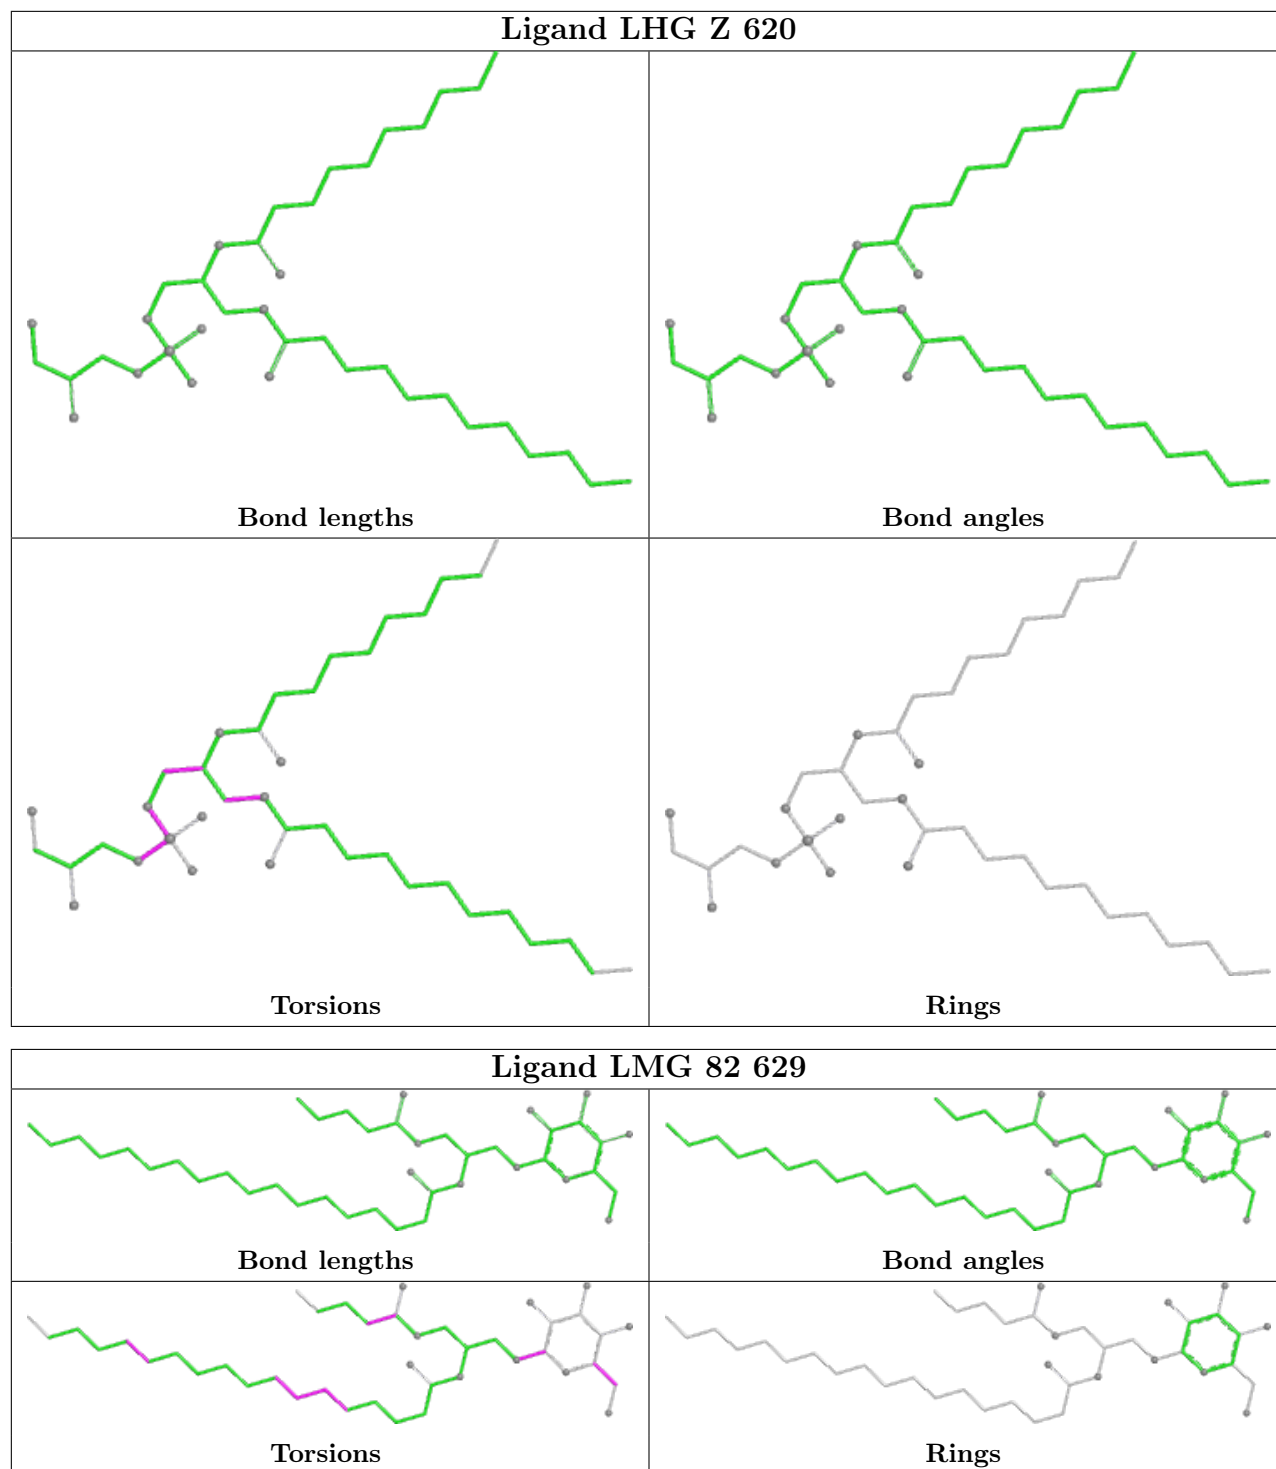 Ligand LHG Z 620
Bond lengths
Bond angles
Torsions
Rings
Ligand LMG 82 629
Bond lengths
Bond angles
Torsions
Rings